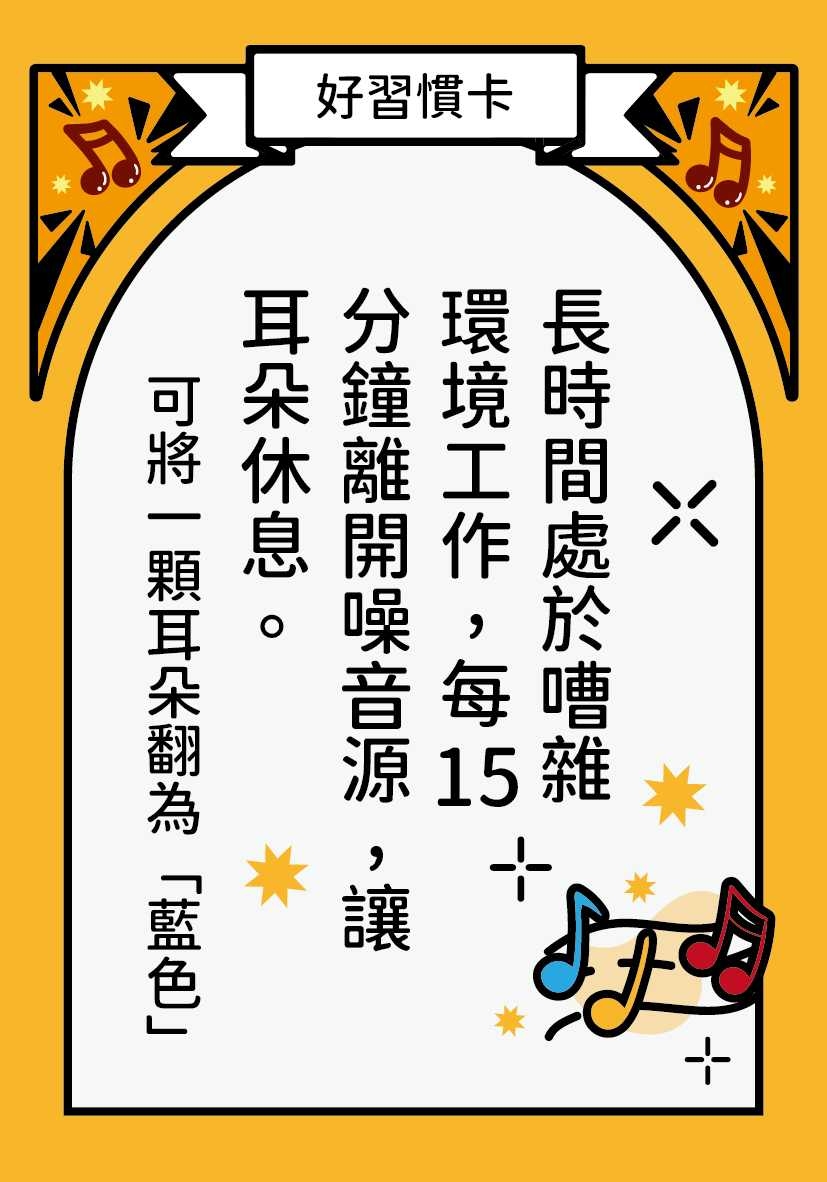 好習慣卡
長時間處於嘈雜
環境工作，每15
分鐘離開噪音源，讓
耳朵休息。
可將一顆耳朵翻為「藍色」